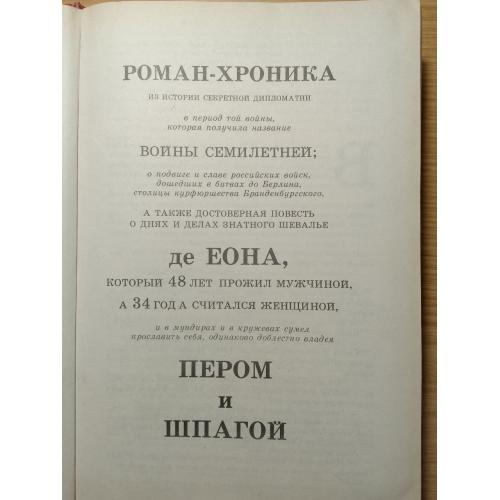 РОМАН-ХРОНИКА
ИЗ ИСТОРИИ СЕКРЕТНОЙ ДИПЛОМАТИИ
в период той войны,
которая получила название
ВОЙНЫ СЕМИЛЕТНЕЙ;
о подвиге и славе российских войск,
дошедших в битвах до Берлина,
столицы курфюршества Бранденбургского,
А ТАКЖЕ ДОСТОВЕРНАЯ ПОВЕСТЬ
О ДНЯХ И ДЕЛАХ ЗНАТНОГО ШЕВАЛЬЕ
де ЕОНА,
КОТОРЫЙ 48 ЛЕТ ПРОЖИЛ МУЖЧИНОЙ,
А 34 ГОД А СЧИТАЛСЯ ЖЕНЩИНОЙ,
и в мундирах и в кружевах сумел
прославить себя, одинаково доблестно владея
ПЕРОМ
и
ШПАГОЙ